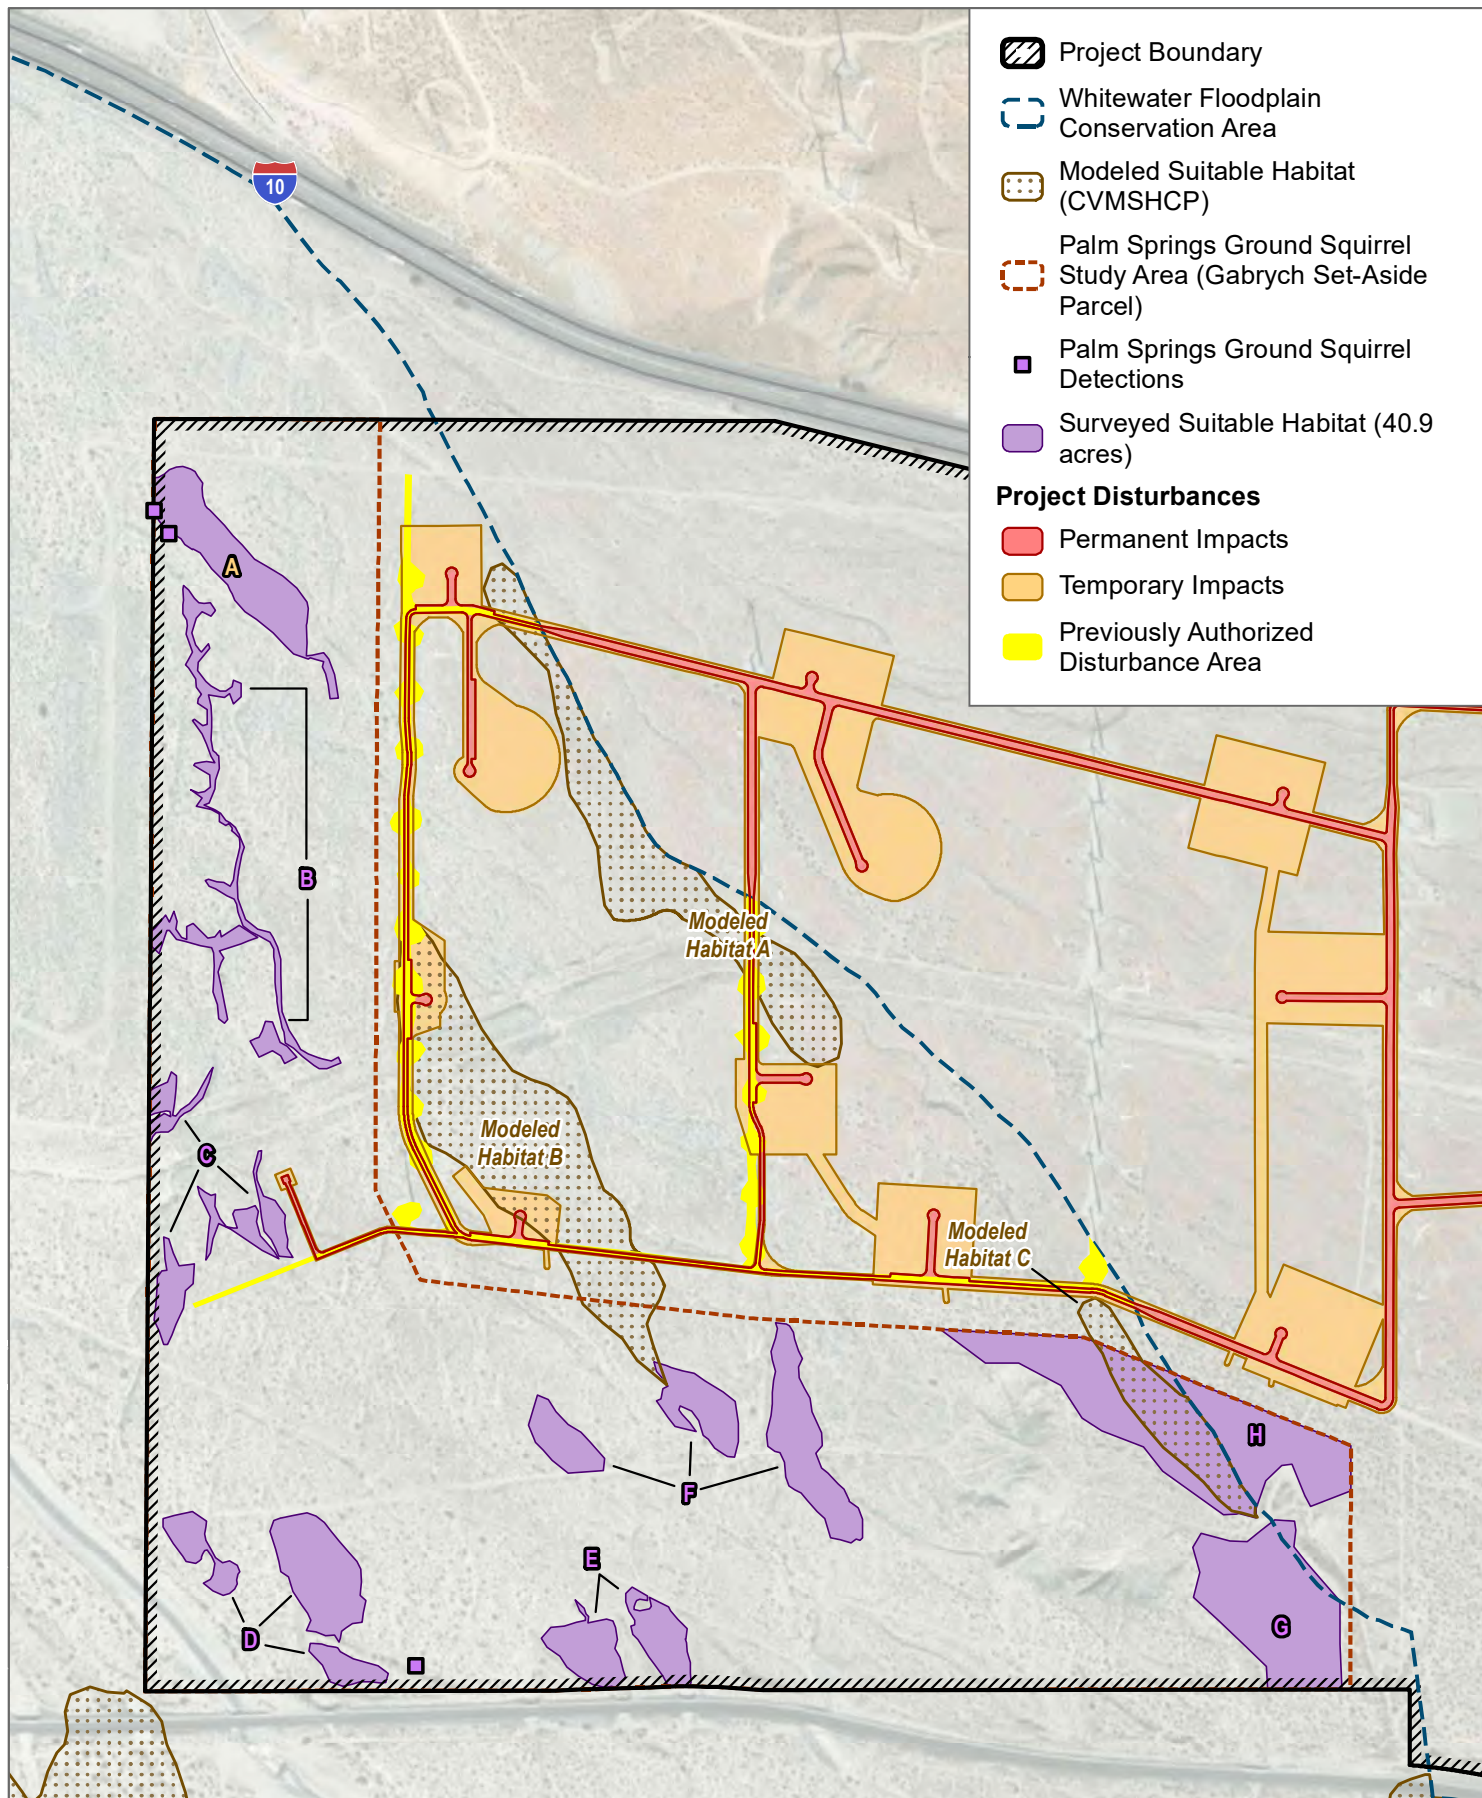 Project Boundary
Whitewater Floodplain
Conservation Area
Modeled Suitable Habitat
(CVMSHCP)
Palm Springs Ground Squirrel
Study Area (Gabrych Set-Aside
Parcel)
Palm Springs Ground Squirrel
Detections
Surveyed Suitable Habitat (40.9
acres)
Project Disturbances
Permanent Impacts
Temporary Impacts
Previously Authorized
Disturbance Area
10
A
B
Modeled
Habitat A
Modeled
Habitat B
C
Modeled
Habitat C
H
F
E
D
G